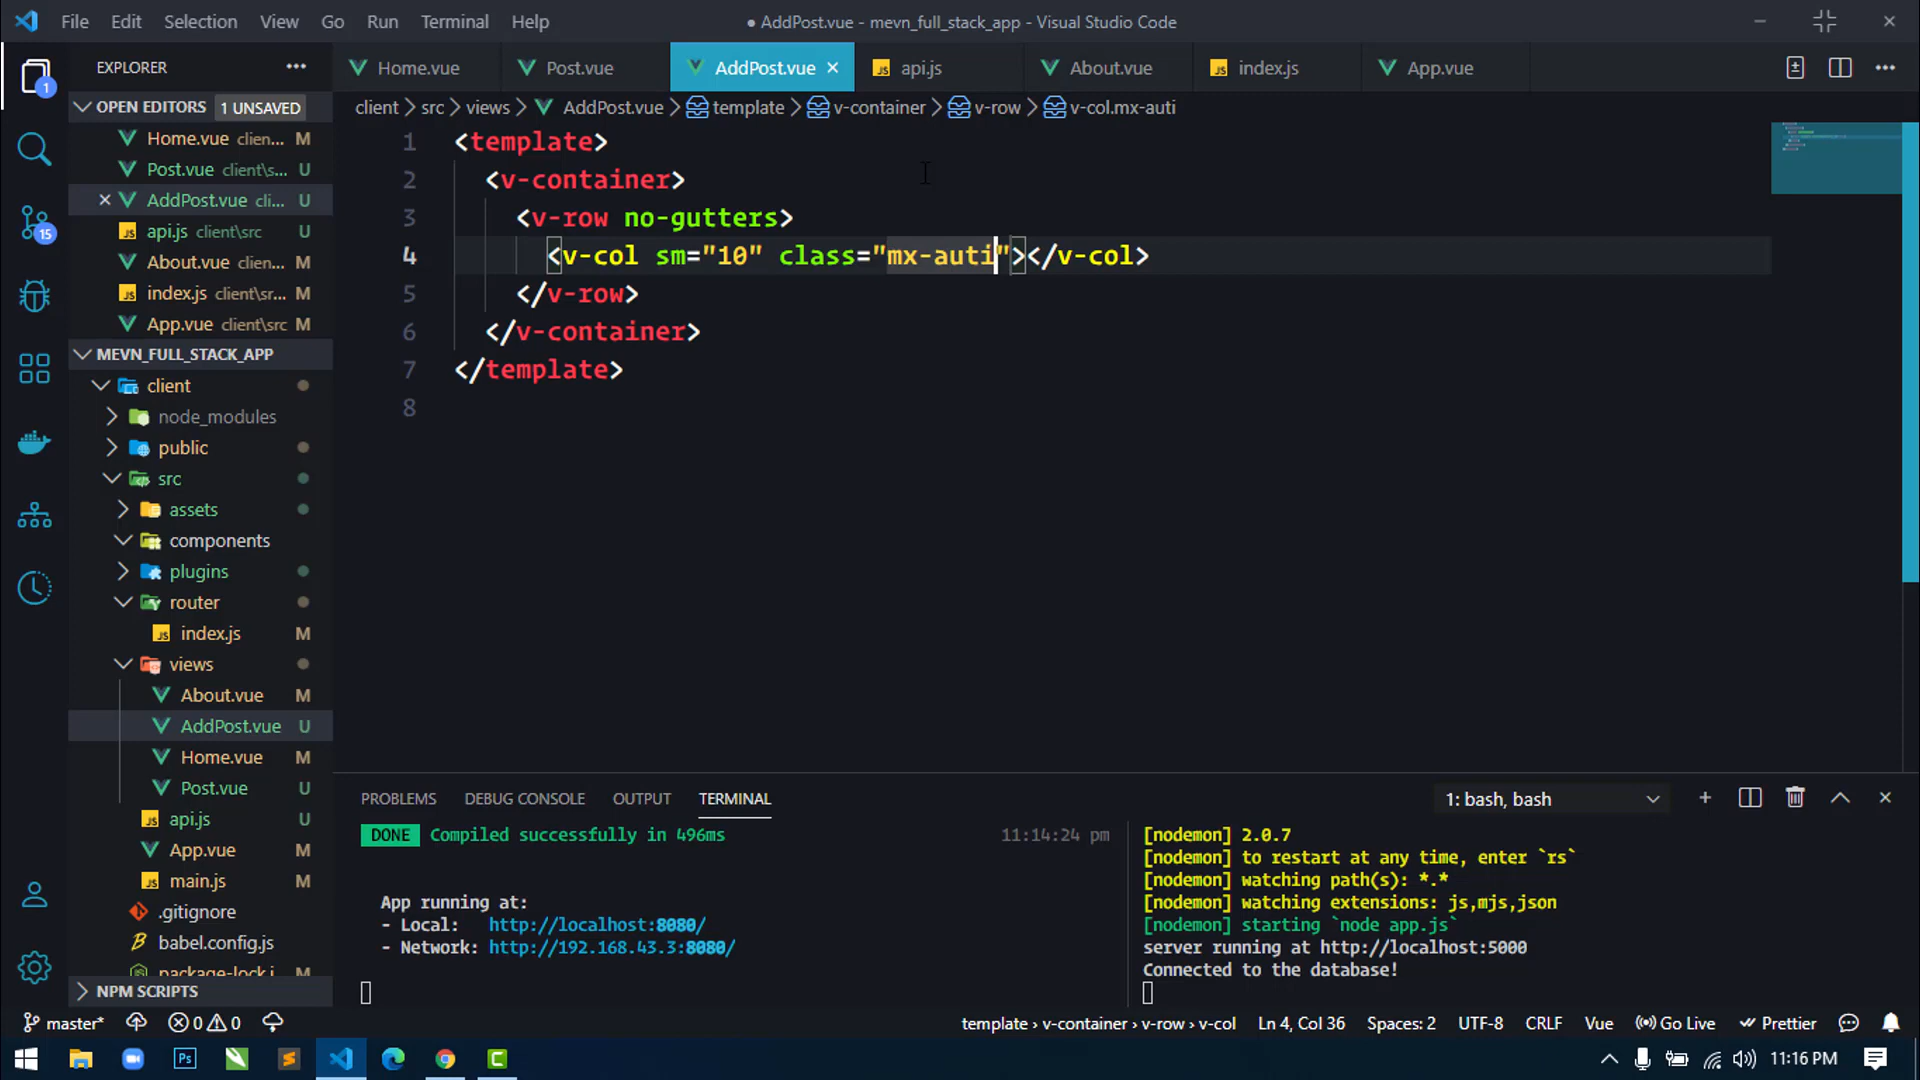 File Edit Selection View Go Run Terminal Help
● AddPost.vue - mevn_full_stack_app - Visual Studio Code
EXPLORER
Home.vue Post.vue AddPost.vue api.js About.vue index.js App.vue
OPEN EDITORS 1 UNSAVED
client > src > views > AddPost.vue > template > v-container > v-row > v-col.mx-auti
Home.vue clien... M
Post.vue client\s... U
AddPost.vue cli... U
api.js client\src U
About.vue clien... M
index.js client\sr... M
App.vue client\src M
MEVN_FULL_STACK_APP
client
node_modules
public
src
assets
components
plugins
router
index.js M
views
About.vue M
AddPost.vue U
Home.vue M
Post.vue U
api.js U
App.vue M
main.js M
.gitignore
babel.config.js
package-lock.j M
NPM SCRIPTS
1 <template>
2 <v-container>
3 <v-row no-gutters>
4 <v-col sm="10" class="mx-auti"></v-col>
5 </v-row>
6 </v-container>
7 </template>
8
PROBLEMS DEBUG CONSOLE OUTPUT TERMINAL
1: bash, bash
DONE Compiled successfully in 496ms 11:14:24 pm
App running at:
- Local: http://localhost:8080/
- Network: http://192.168.43.3:8080/
[nodemon] 2.0.7
[nodemon] to restart at any time, enter `rs`
[nodemon] watching path(s): *.*
[nodemon] watching extensions: js,mjs,json
[nodemon] starting `node app.js`
server running at http://localhost:5000
Connected to the database!
master* 0 0
template › v-container › v-row › v-col Ln 4, Col 36 Spaces: 2 UTF-8 CRLF Vue Go Live Prettier
1
15
Ps
11:16 PM